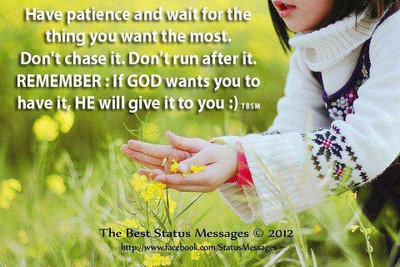 Have patience and wait for the
thing you want the most.
Don't chase it. Don't run after it.
REMEMBER : If GOD wants you to
have it, HE will give it to you :) TBSM
The Best Status Messages © 2012
http://www.facebook.com/StatusMessages